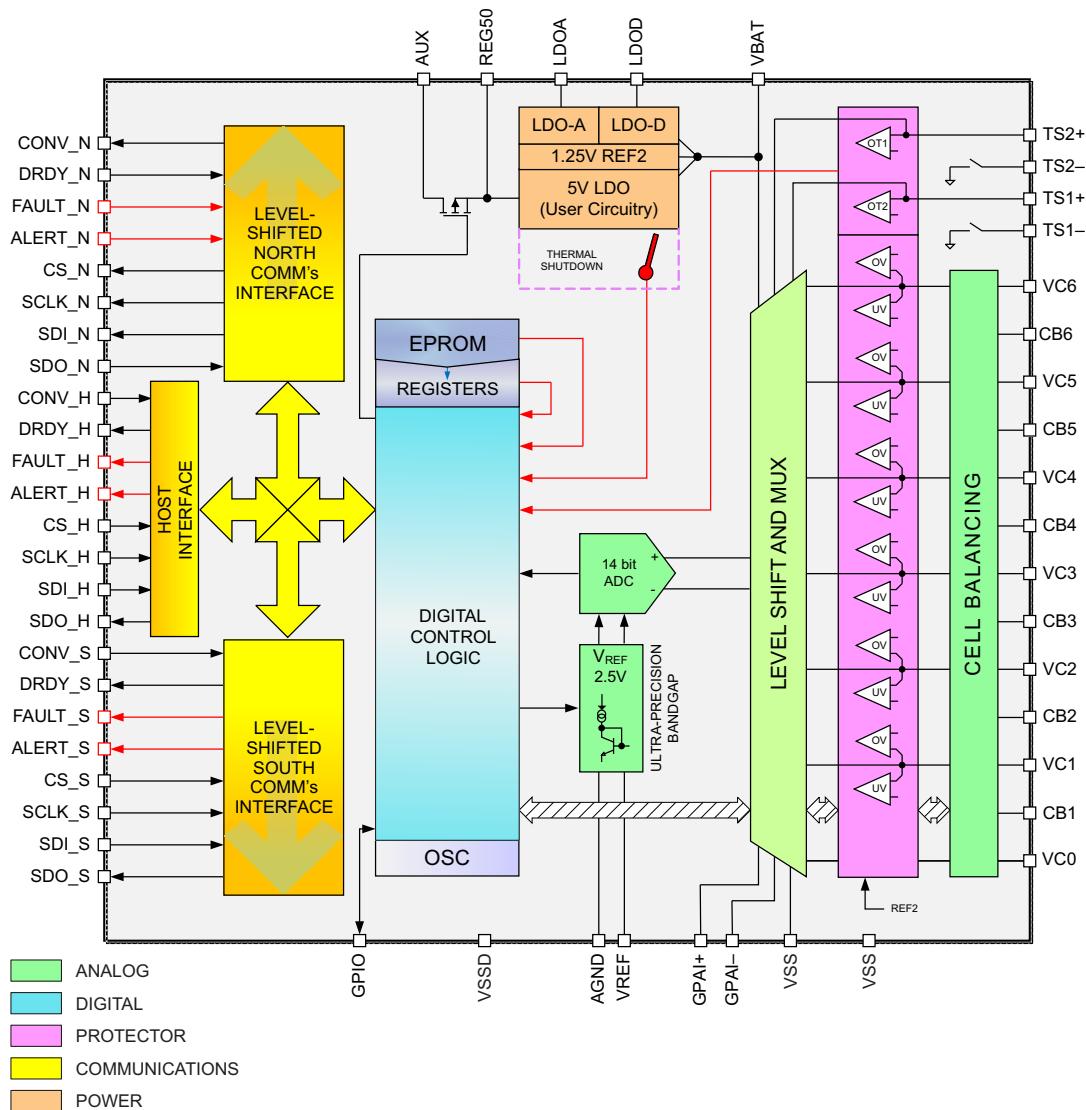 AUX
REG50
LDOA
LDOD
VBAT
CONV_N
DRDY_N
FAULT_N
ALERT_N
CS_N
SCLK_N
SDI_N
SDO_N
CONV_H
DRDY_H
FAULT_H
ALERT_H
CS_H
SCLK_H
SDI_H
SDO_H
CONV_S
DRDY_S
FAULT_S
ALERT_S
CS_S
SCLK_S
SDI_S
SDO_S
LEVEL-
SHIFTED
NORTH
COMM's
INTERFACE
HOST
INTERFACE
LEVEL-
SHIFTED
SOUTH
COMM's
INTERFACE
LDO-A
LDO-D
1.25V REF2
5V LDO
(User Circuitry)
THERMAL
SHUTDOWN
EPROM
REGISTERS
DIGITAL
CONTROL
LOGIC
OSC
14 bit
ADC
+
-
VREF
2.5V
ULTRA-PRECISION
BANDGAP
LEVEL SHIFT AND MUX
OT1
OT2
OV
UV
OV
UV
OV
UV
OV
UV
OV
UV
OV
UV
REF2
CELL BALANCING
TS2+
TS2–
TS1+
TS1–
VC6
CB6
VC5
CB5
VC4
CB4
VC3
CB3
VC2
CB2
VC1
CB1
VC0
GPIO
VSSD
AGND
VREF
GPAI+
GPAI–
VSS
VSS
ANALOG
DIGITAL
PROTECTOR
COMMUNICATIONS
POWER